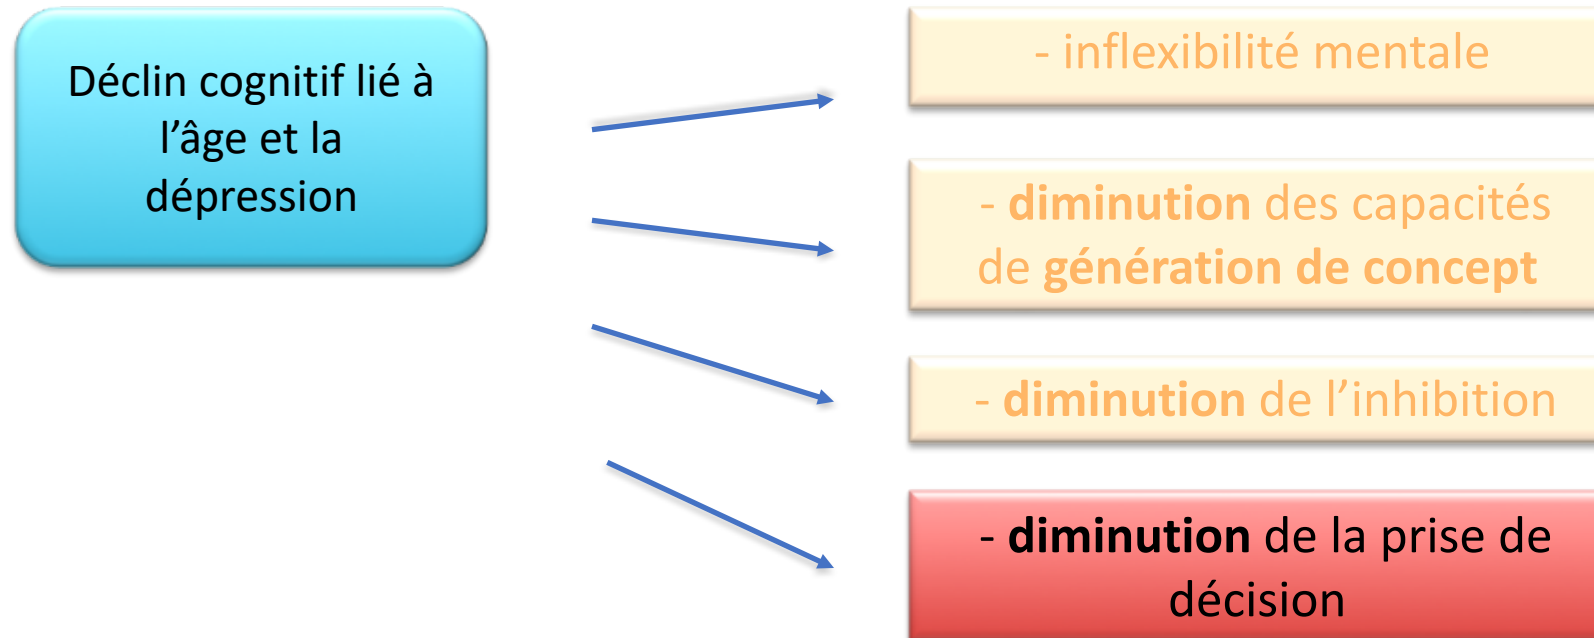 Déclin cognitif lié à
l’âge et la
dépression
- inflexibilité mentale
- diminution des capacités
de génération de concept
- diminution de l’inhibition
- diminution de la prise de
décision